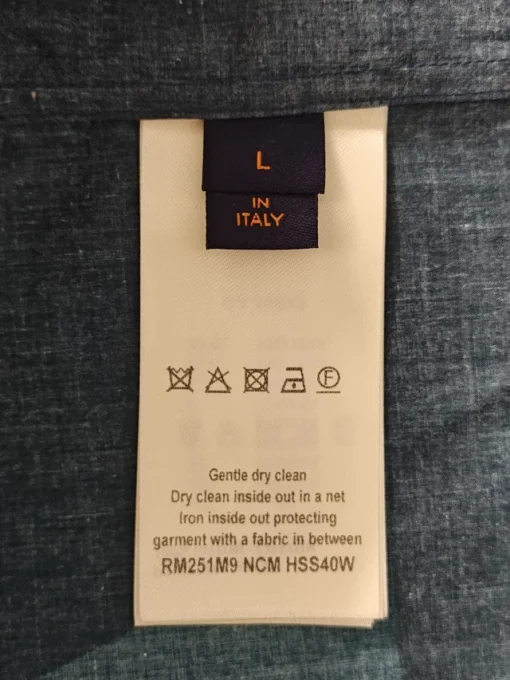 L
IN
ITALY
F
Gentle dry clean
Dry clean inside out in a net
Iron inside out protecting
garment with a fabric in between
RM251M9 NCM HSS40W